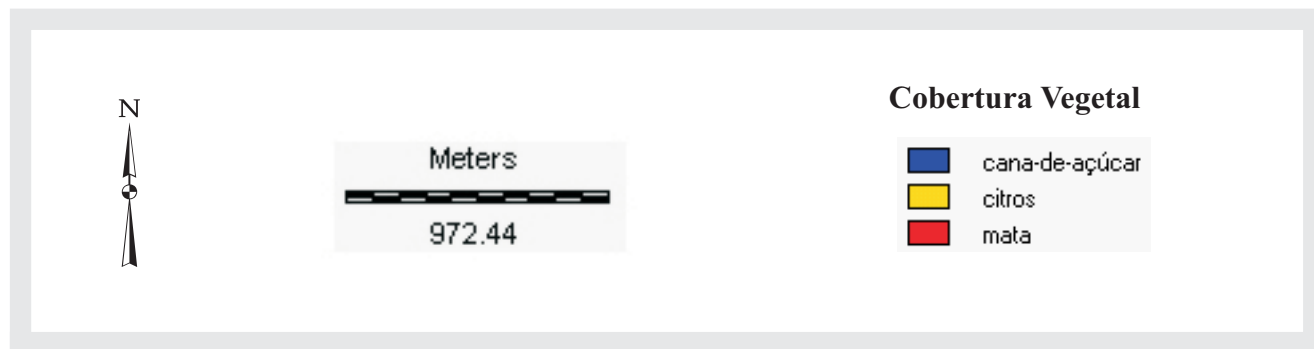 N
Meters
972.44
Cobertura Vegetal
cana-de-açúcar
citros
mata